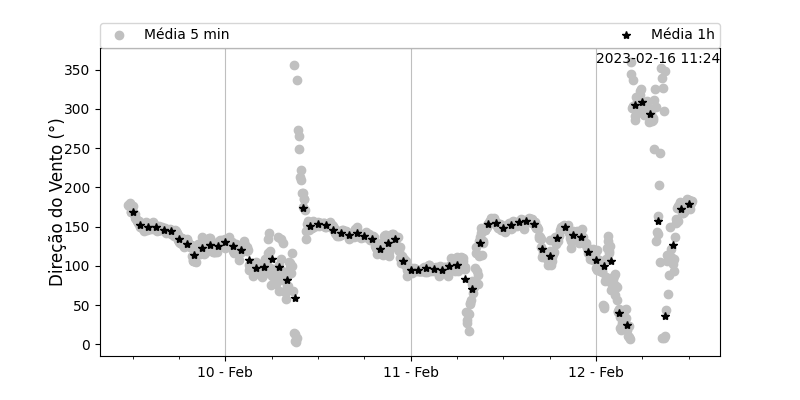 Média 5 min
Média 1h
2023-02-16 11:24
Direção do Vento (°)
350
300
250
200
150
100
50
0
10 - Feb
11 - Feb
12 - Feb